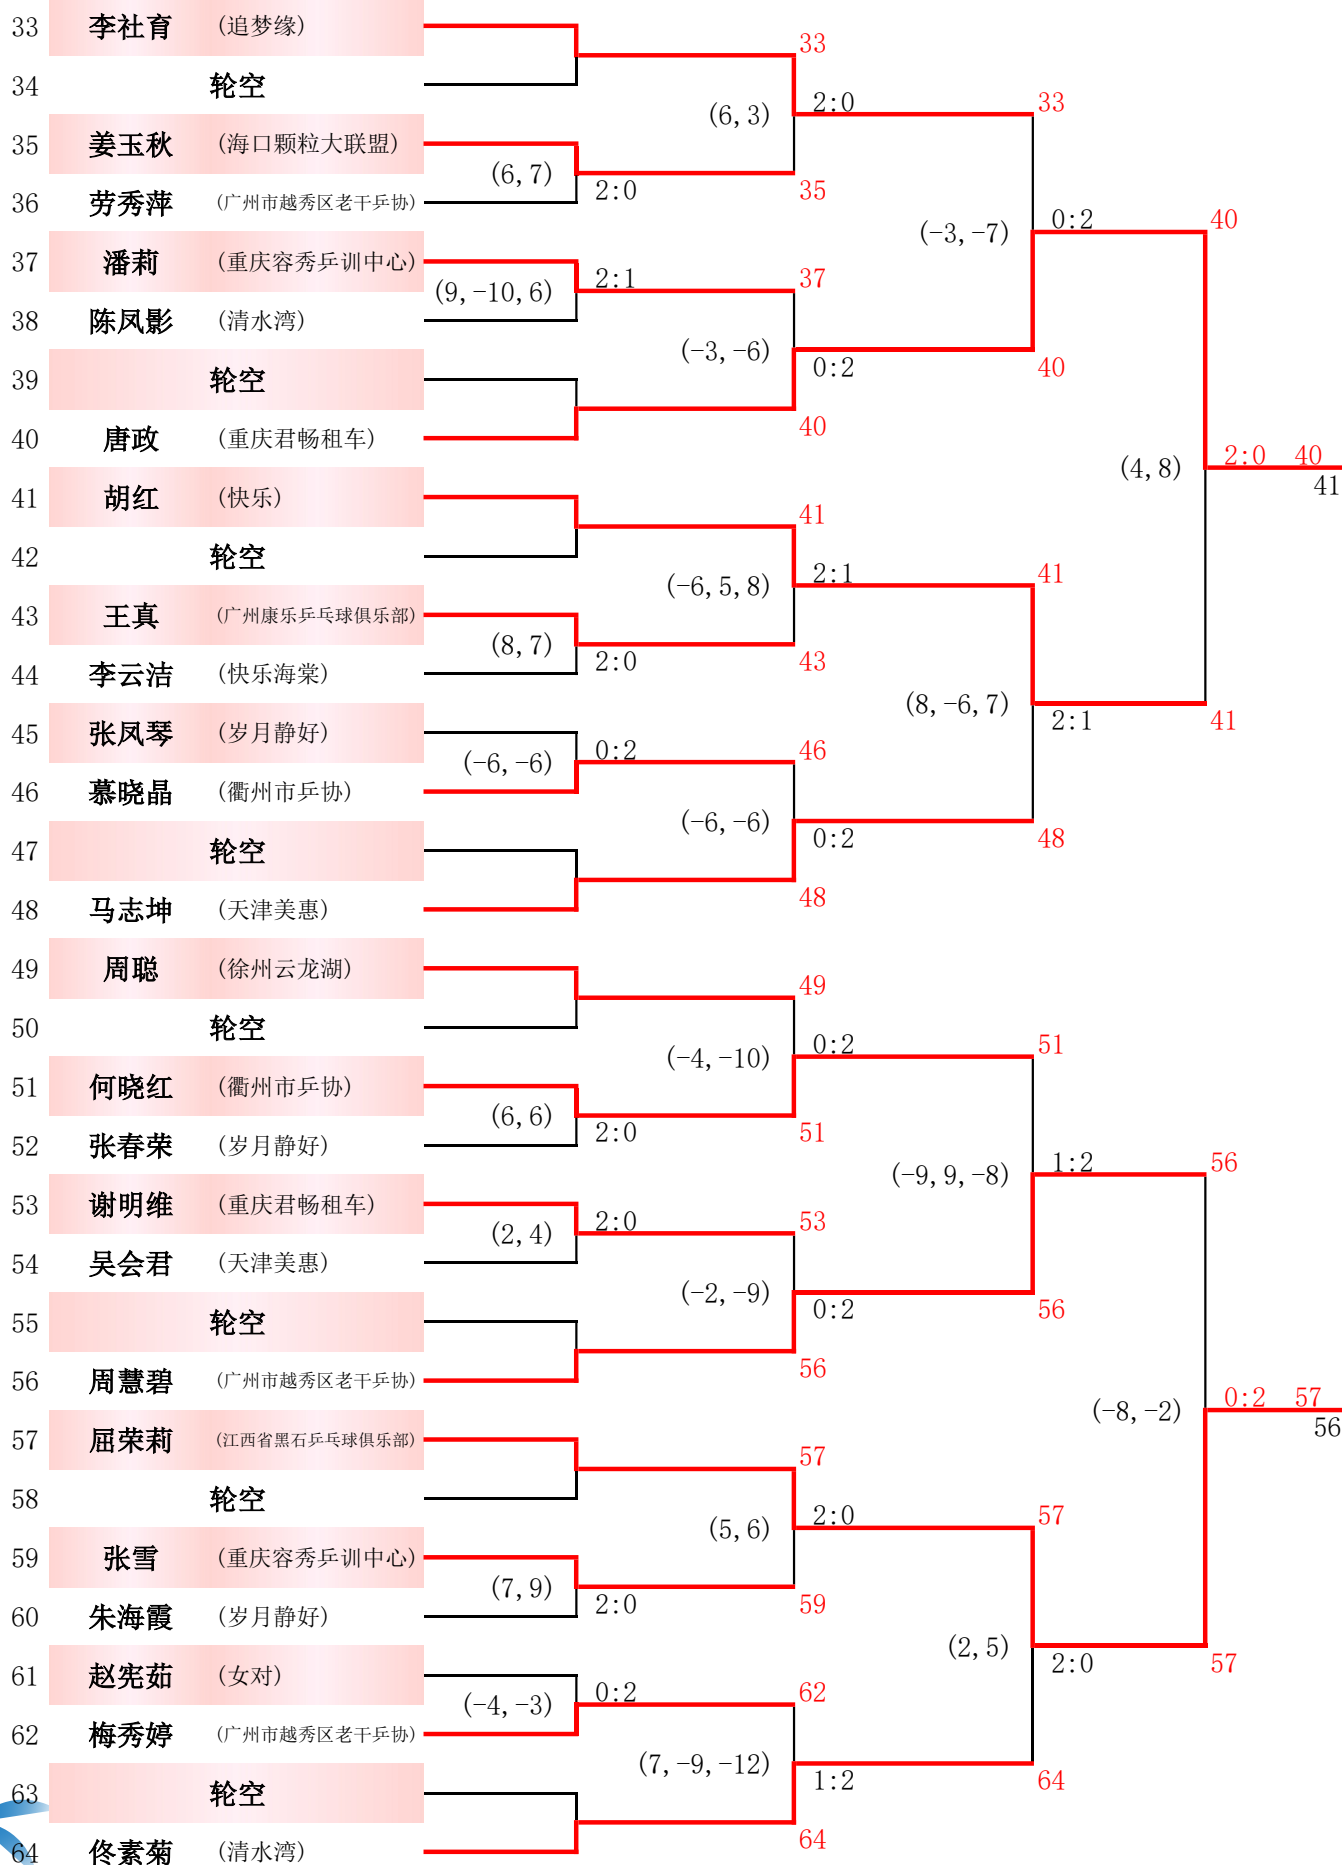 33 李社育 (追梦缘)
33
34 轮空
(6,3) 2:0 33
35 姜玉秋 (海口颗粒大联盟)
(6,7) 2:0 35
36 劳秀萍 (广州市越秀区老干乒协)
(-3,-7) 0:2 40
37 潘莉 (重庆容秀乒训中心)
(9,-10,6) 2:1 37
38 陈凤影 (清水湾)
(-3,-6) 0:2 40
39 轮空
40
40 唐政 (重庆君畅租车)
(4,8) 2:0 40
41
41 胡红 (快乐)
41
42 轮空
(-6,5,8) 2:1 41
43 王真 (广州康乐乒乓球俱乐部)
(8,7) 2:0 43
44 李云洁 (快乐海棠)
(8,-6,7) 2:1 41
45 张凤琴 (岁月静好)
(-6,-6) 0:2 46
46 慕晓晶 (衢州市乒协)
(-6,-6) 0:2 48
47 轮空
48
48 马志坤 (天津美惠)
49 周聪 (徐州云龙湖)
49
50 轮空
(-4,-10) 0:2 51
51 何晓红 (衢州市乒协)
(6,6) 2:0 51
52 张春荣 (岁月静好)
(-9,9,-8) 1:2 56
53 谢明维 (重庆君畅租车)
(2,4) 2:0 53
54 吴会君 (天津美惠)
(-2,-9) 0:2 56
55 轮空
56
56 周慧碧 (广州市越秀区老干乒协)
(-8,-2) 0:2 57
56
57 屈荣莉 (江西省黑石乒乓球俱乐部)
57
58 轮空
(5,6) 2:0 57
59 张雪 (重庆容秀乒训中心)
(7,9) 2:0 59
60 朱海霞 (岁月静好)
(2,5) 2:0 57
61 赵宪茹 (女对)
(-4,-3) 0:2 62
62 梅秀婷 (广州市越秀区老干乒协)
(7,-9,-12) 1:2 64
63 轮空
64
64 佟素菊 (清水湾)